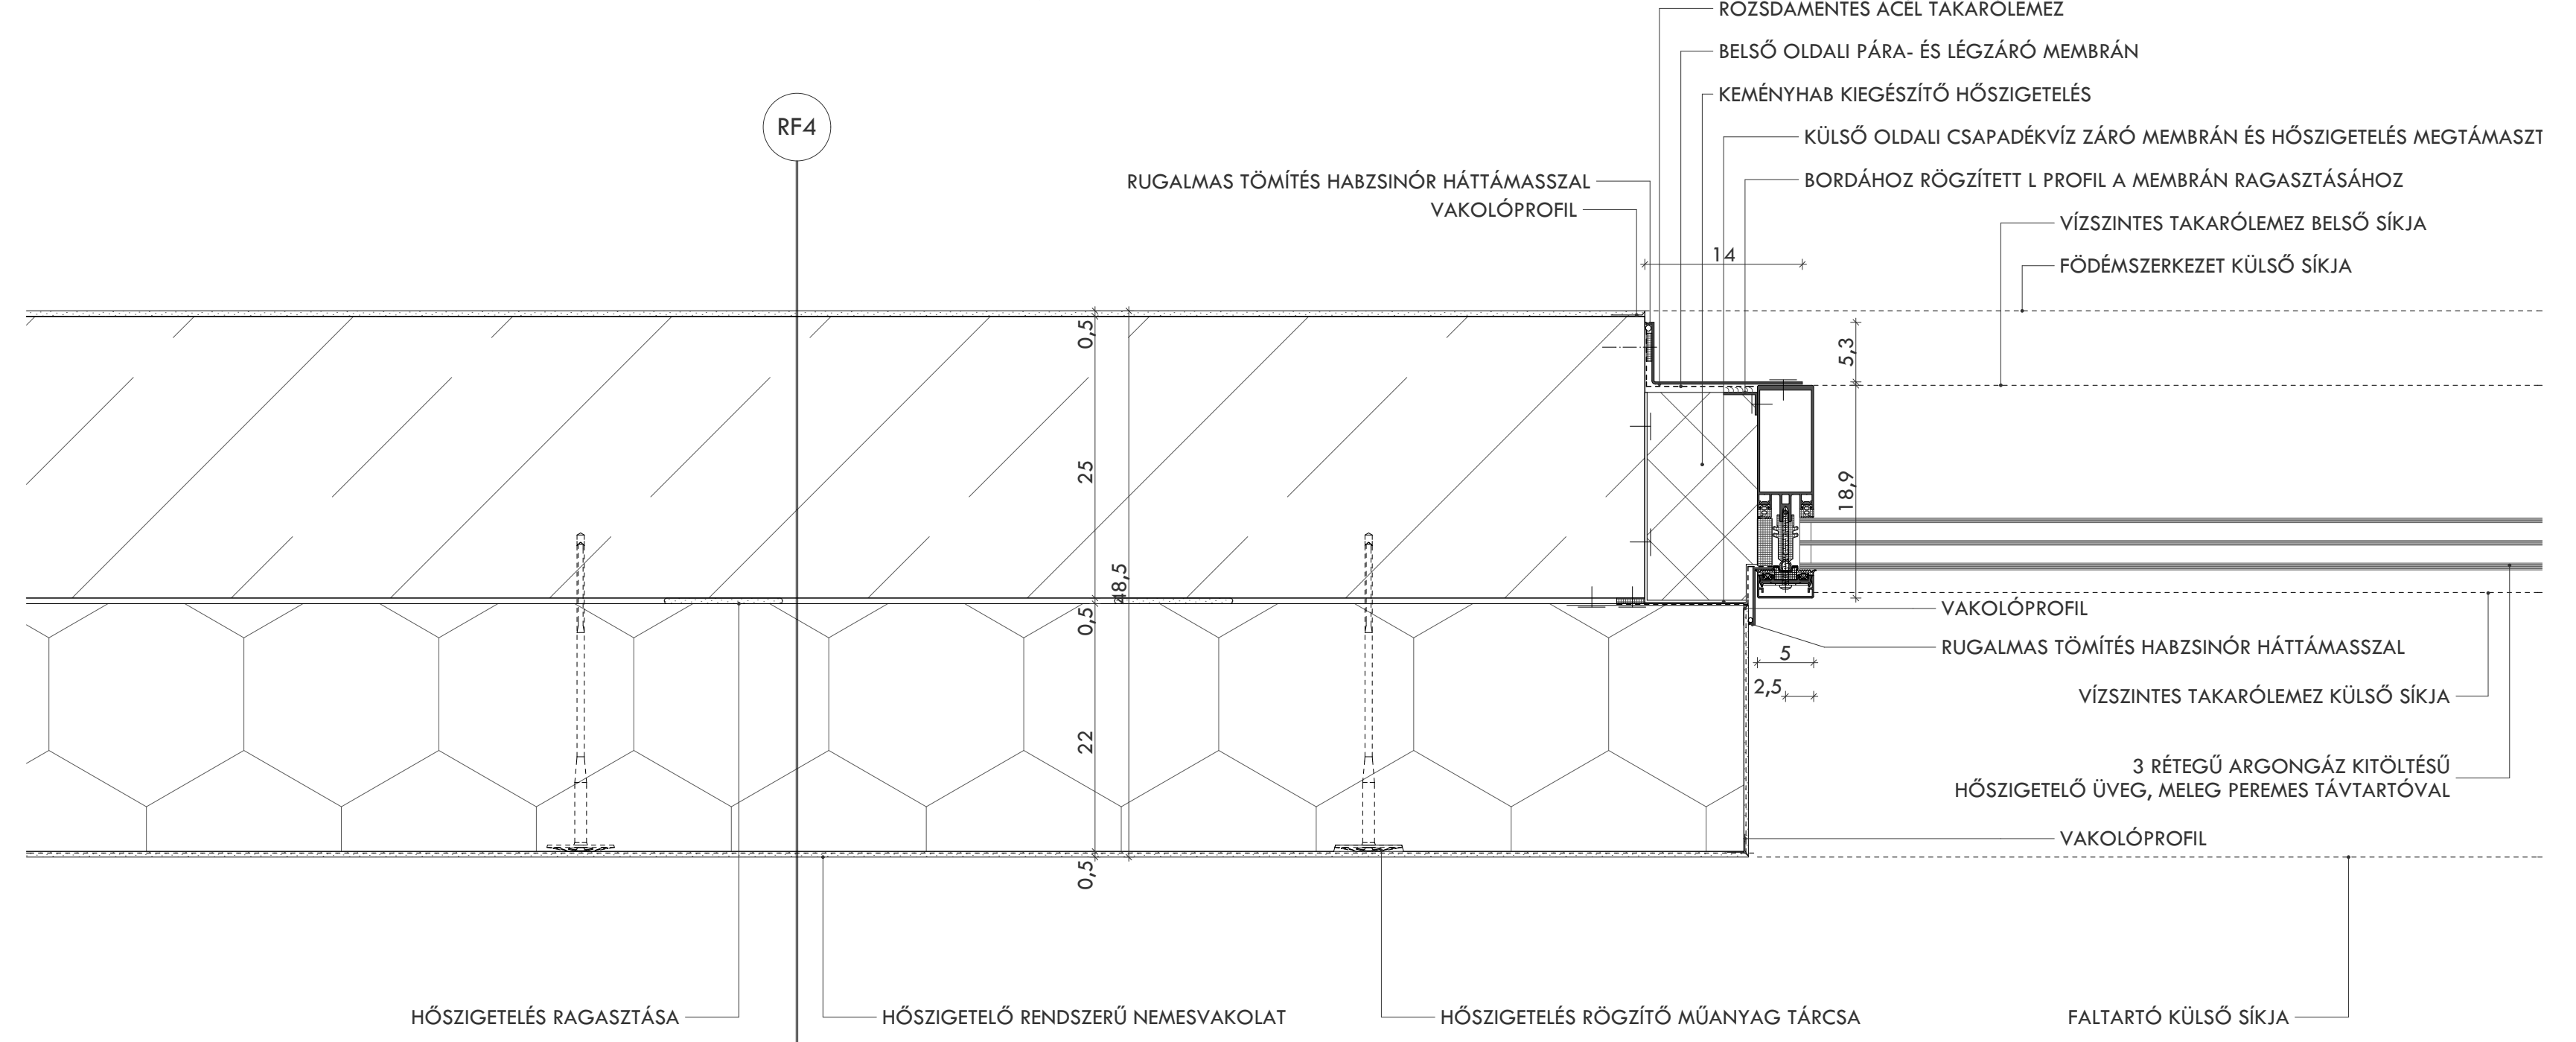 ROZSDAMENTES ACÉL TAKARÓLEMEZ
BELSŐ OLDALI PÁRA- ÉS LÉGZÁRÓ MEMBRÁN
KEMÉNYHAB KIEGÉSZÍTŐ HŐSZIGETELÉS
RF4
KÜLSŐ OLDALI CSAPADÉKVÍZ ZÁRÓ MEMBRÁN ÉS HŐSZIGETELÉS MEGTÁMASZT
RUGALMAS TÖMÍTÉS HABZSINÓR HÁTTÁMASSZAL
BORDÁHOZ RÖGZÍTETT L PROFIL A MEMBRÁN RAGASZTÁSÁHOZ
VAKOLÓPROFIL
VÍZSZINTES TAKARÓLEMEZ BELSŐ SÍKJA
14
FÖDÉMSZERKEZET KÜLSŐ SÍKJA
0,5
5,3
25
18,9
48,5
0,5
VAKOLÓPROFIL
RUGALMAS TÖMÍTÉS HABZSINÓR HÁTTÁMASSZAL
5
2,5
VÍZSZINTES TAKARÓLEMEZ KÜLSŐ SÍKJA
22
3 RÉTEGŰ ARGONGÁZ KITÖLTÉSŰ
HŐSZIGETELŐ ÜVEG, MELEG PEREMES TÁVTARTÓVAL
VAKOLÓPROFIL
0,5
HŐSZIGETELÉS RAGASZTÁSA
HŐSZIGETELŐ RENDSZERŰ NEMESVAKOLAT
HŐSZIGETELÉS RÖGZÍTŐ MŰANYAG TÁRCSA
FALTARTÓ KÜLSŐ SÍKJA